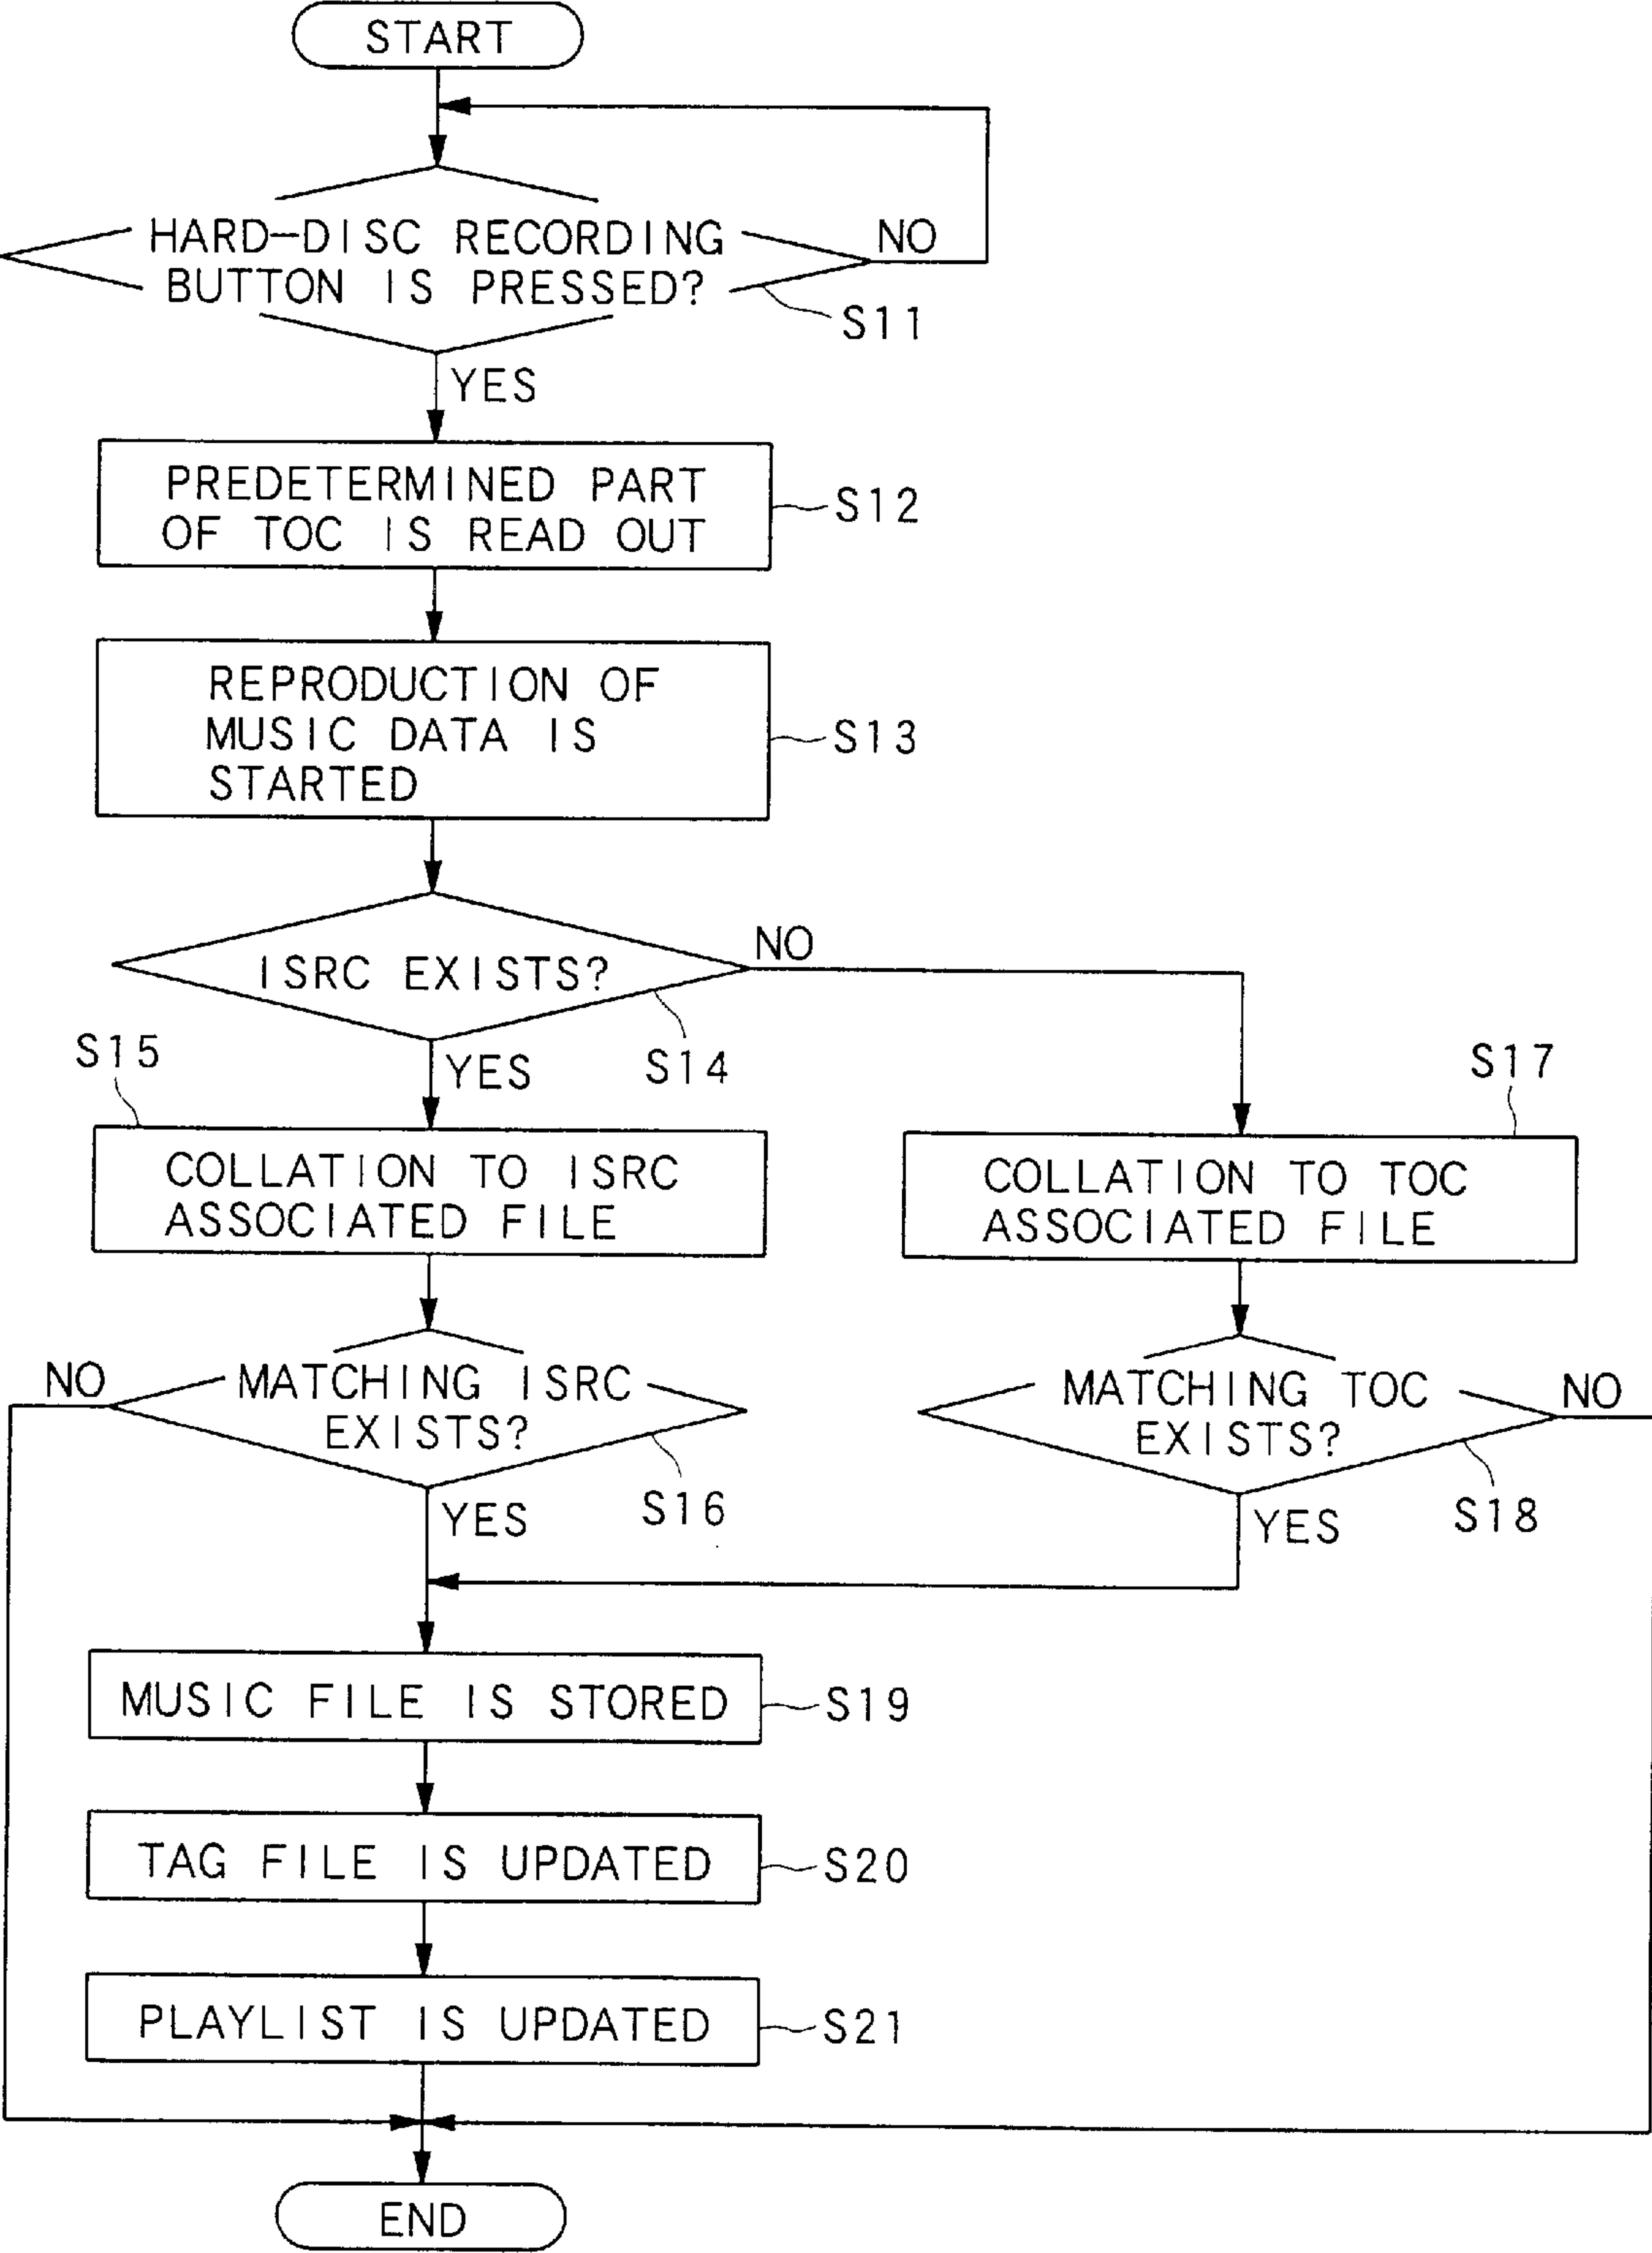 START
HARD-DISC RECORDING
BUTTON IS PRESSED?
NO
S11
YES
PREDETERMINED PART
OF TOC IS READ OUT
S12
REPRODUCTION OF
MUSIC DATA IS
STARTED
S13
ISRC EXISTS?
NO
S14
YES
S15
COLLATION TO ISRC
ASSOCIATED FILE
S17
COLLATION TO TOC
ASSOCIATED FILE
NO
MATCHING ISRC
EXISTS?
S16
YES
MATCHING TOC
EXISTS?
NO
S18
YES
MUSIC FILE IS STORED
S19
TAG FILE IS UPDATED
S20
PLAYLIST IS UPDATED
S21
END